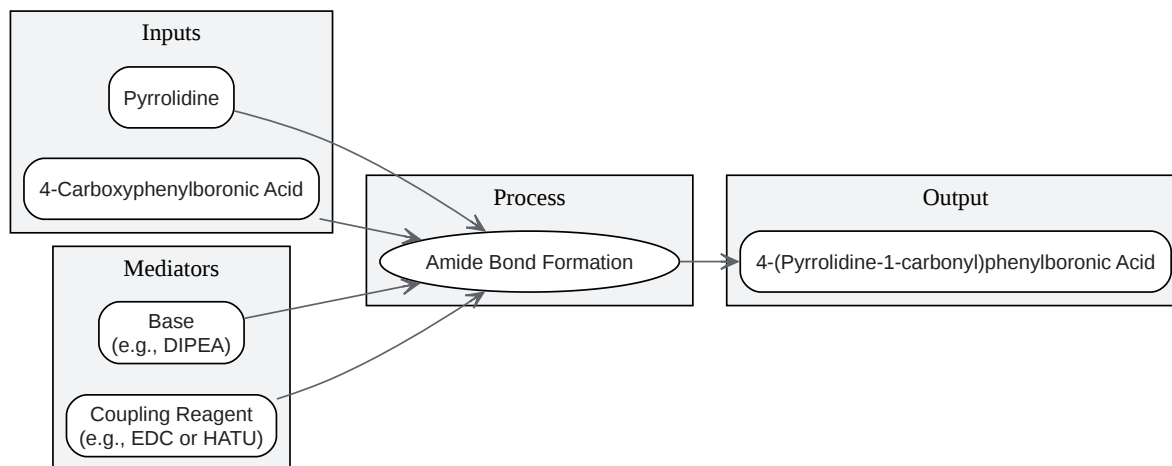 Inputs
Pyrrolidine
4-Carboxyphenylboronic Acid
Mediators
Base
(e.g., DIPEA)
Coupling Reagent
(e.g., EDC or HATU)
Process
Amide Bond Formation
Output
4-(Pyrrolidine-1-carbonyl)phenylboronic Acid